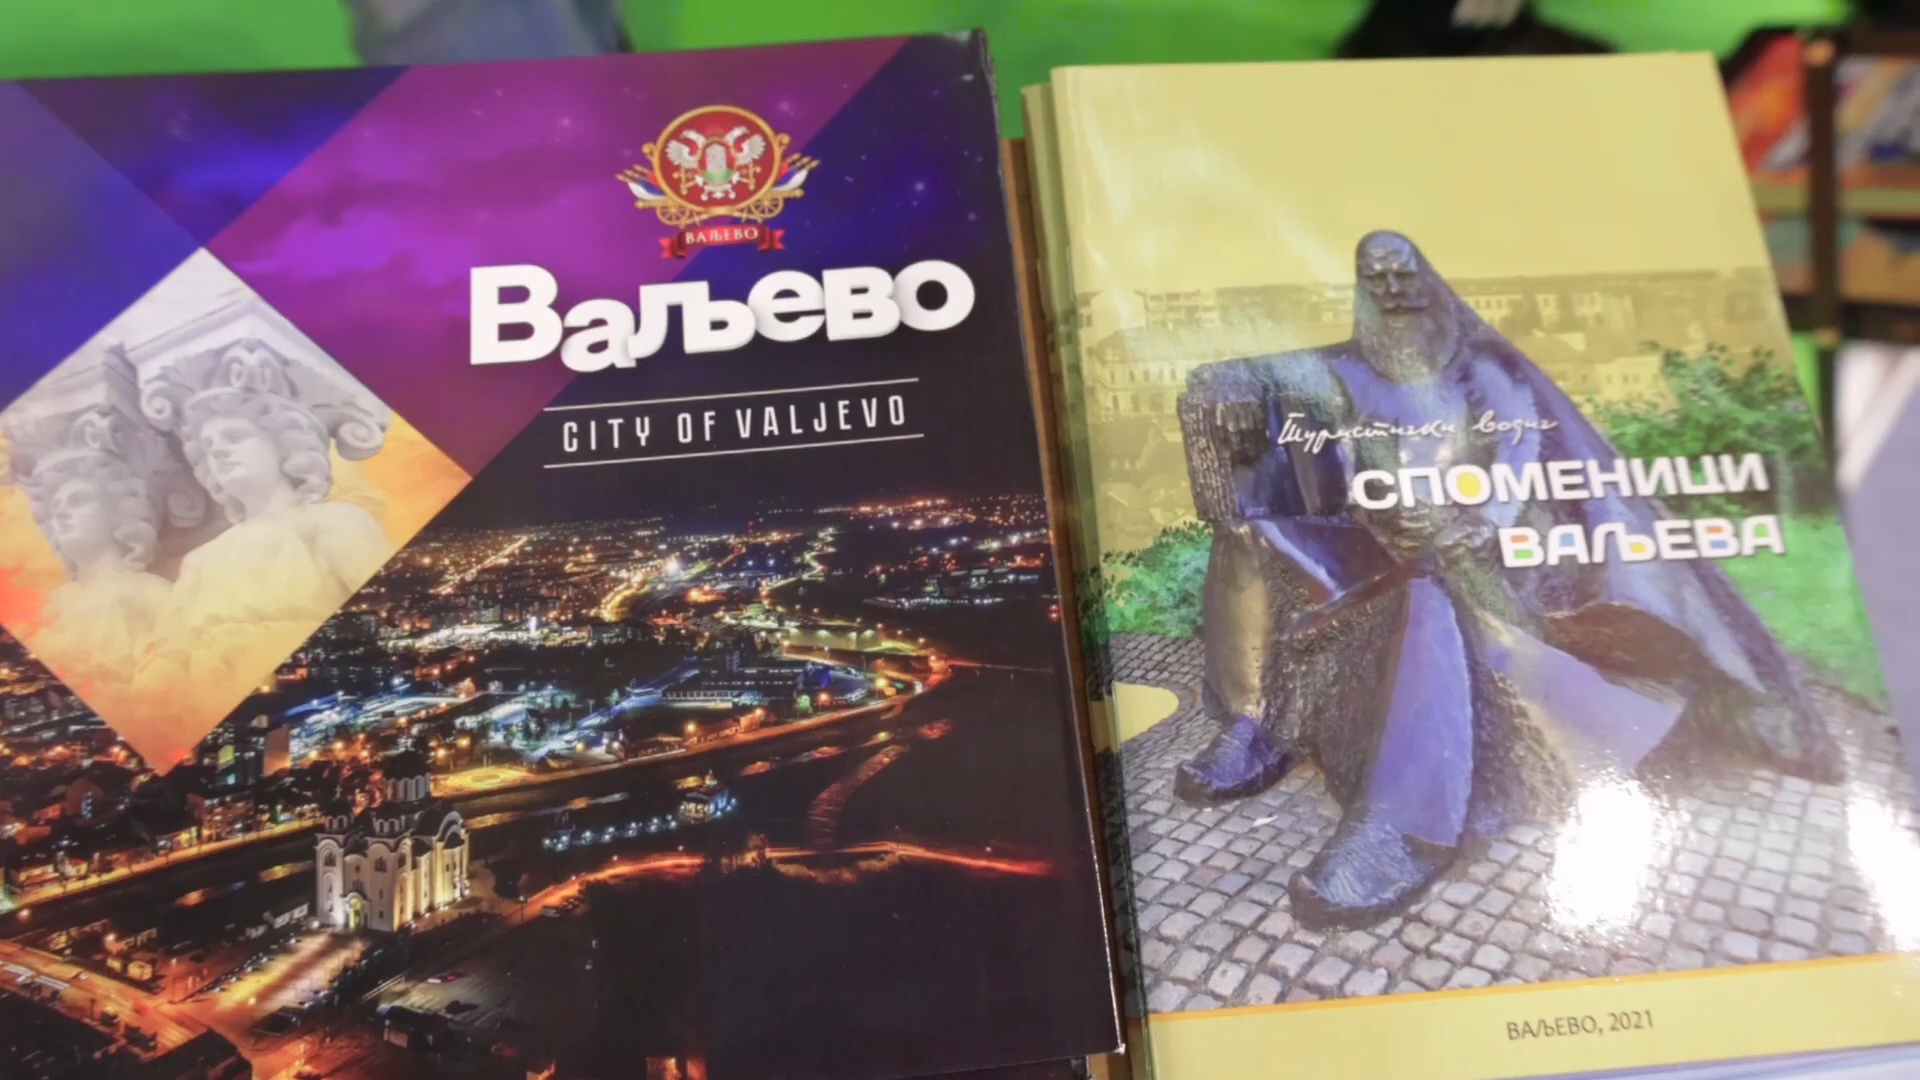 ВАЉЕВО
Ваљево
CITY OF VALJEVO
Туристички водич
СПОМЕНИЦИ
ВАЉЕВА
ВАЉЕВО, 2021